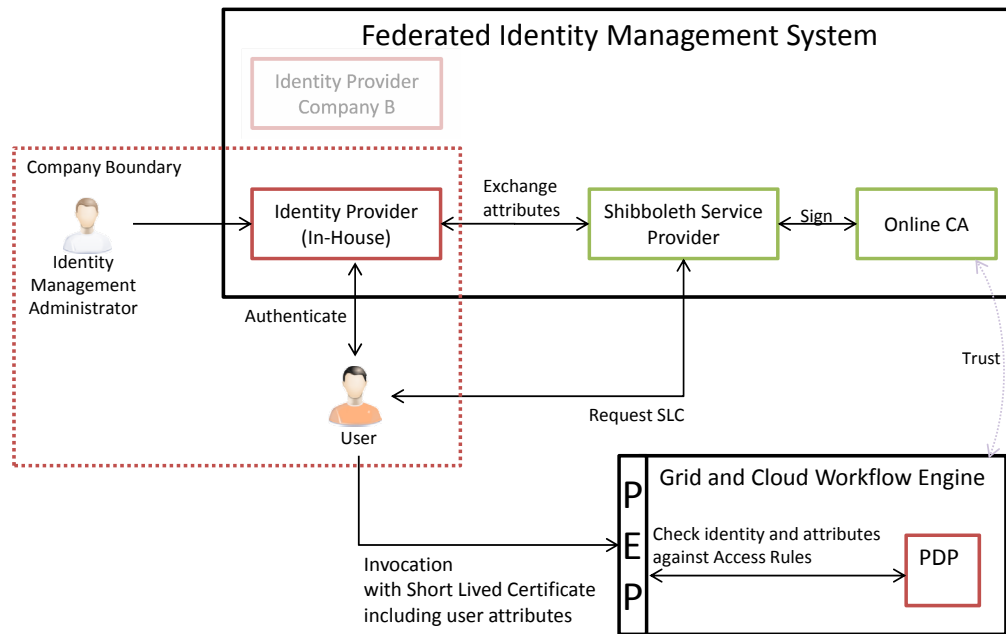 Federated Identity Management System
Identity Provider
Company B
Company Boundary
Identity
Management
Administrator
Identity Provider
(In-House)
Exchange
attributes
Shibboleth Service
Provider
Sign
Online CA
Authenticate
User
Request SLC
Trust
Invocation
with Short Lived Certificate
including user attributes
P
E
P
Grid and Cloud Workflow Engine
Check identity and attributes
against Access Rules
PDP